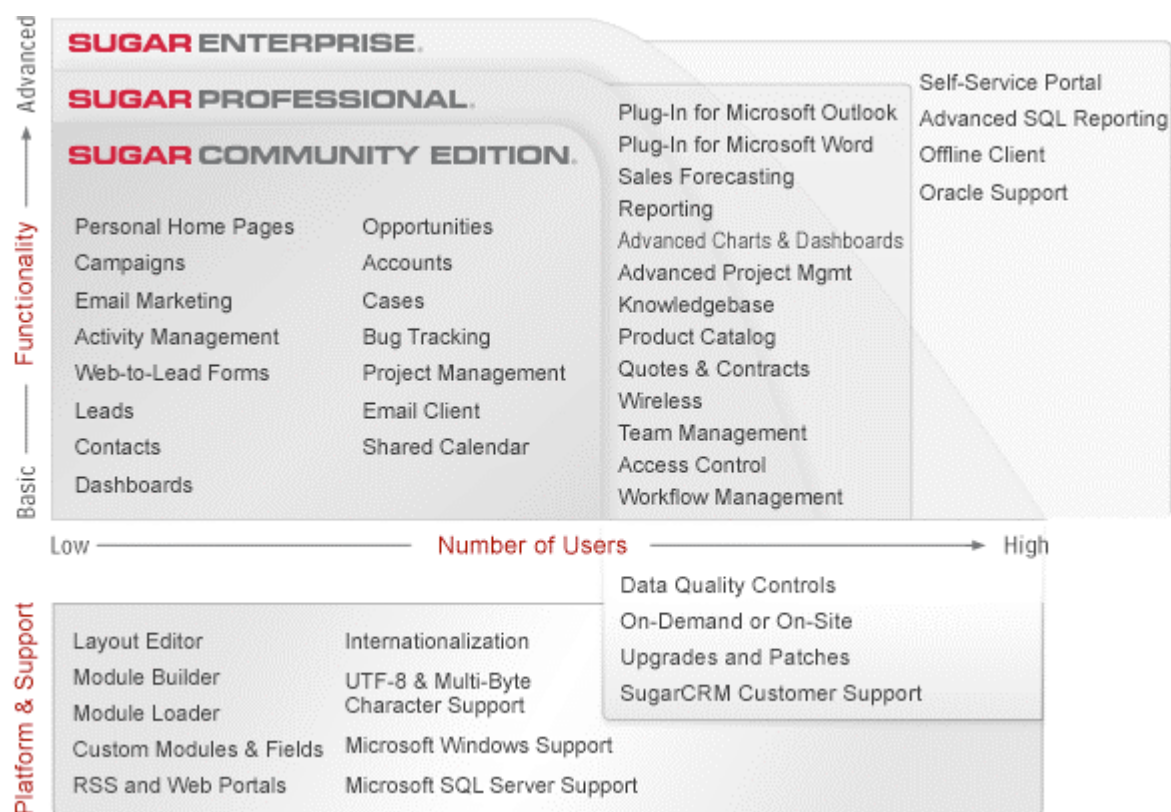 SUGAR ENTERPRISE.
SUGAR PROFESSIONAL.
SUGAR COMMUNITY EDITION.
Personal Home Pages
Campaigns
Email Marketing
Activity Management
Web-to-Lead Forms
Leads
Contacts
Dashboards
Opportunities
Accounts
Cases
Bug Tracking
Project Management
Email Client
Shared Calendar
Plug-In for Microsoft Outlook
Plug-In for Microsoft Word
Sales Forecasting
Reporting
Advanced Charts & Dashboards
Advanced Project Mgmt
Knowledgebase
Product Catalog
Quotes & Contracts
Wireless
Team Management
Access Control
Workflow Management
Self-Service Portal
Advanced SQL Reporting
Offline Client
Oracle Support
Basic Functionality Advanced
Low Number of Users High
Platform & Support
Layout Editor
Module Builder
Module Loader
Custom Modules & Fields
RSS and Web Portals
Internationalization
UTF-8 & Multi-Byte
Character Support
Microsoft Windows Support
Microsoft SQL Server Support
Data Quality Controls
On-Demand or On-Site
Upgrades and Patches
SugarCRM Customer Support